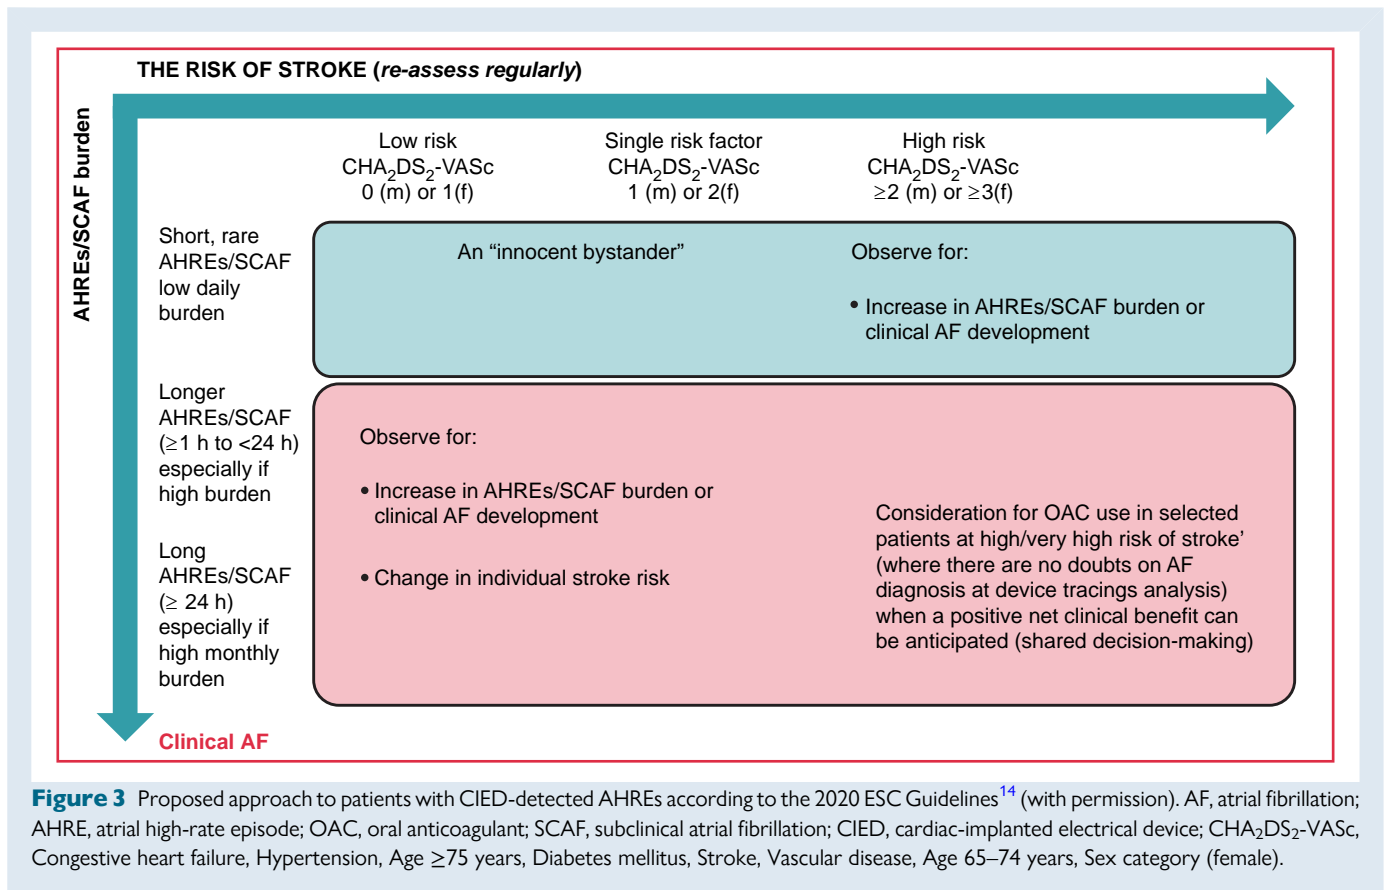 THE RISK OF STROKE (re-assess regularly)
AHREs/SCAF burden
Low risk
CHA₂DS₂-VASc
0 (m) or 1(f)
Single risk factor
CHA₂DS₂-VASc
1 (m) or 2(f)
High risk
CHA₂DS₂-VASc
≥2 (m) or ≥3(f)
Short, rare
AHREs/SCAF
low daily
burden
An “innocent bystander”
Observe for:
• Increase in AHREs/SCAF burden or
clinical AF development
Longer
AHREs/SCAF
(≥1 h to <24 h)
especially if
high burden
Long
AHREs/SCAF
(≥ 24 h)
especially if
high monthly
burden
Observe for:
• Increase in AHREs/SCAF burden or
clinical AF development
• Change in individual stroke risk
Consideration for OAC use in selected
patients at high/very high risk of stroke’
(where there are no doubts on AF
diagnosis at device tracings analysis)
when a positive net clinical benefit can
be anticipated (shared decision-making)
Clinical AF
Figure 3 Proposed approach to patients with CIED-detected AHREs according to the 2020 ESC Guidelines¹⁴ (with permission). AF, atrial fibrillation;
AHRE, atrial high-rate episode; OAC, oral anticoagulant; SCAF, subclinical atrial fibrillation; CIED, cardiac-implanted electrical device; CHA₂DS₂-VASc,
Congestive heart failure, Hypertension, Age ≥75 years, Diabetes mellitus, Stroke, Vascular disease, Age 65–74 years, Sex category (female).